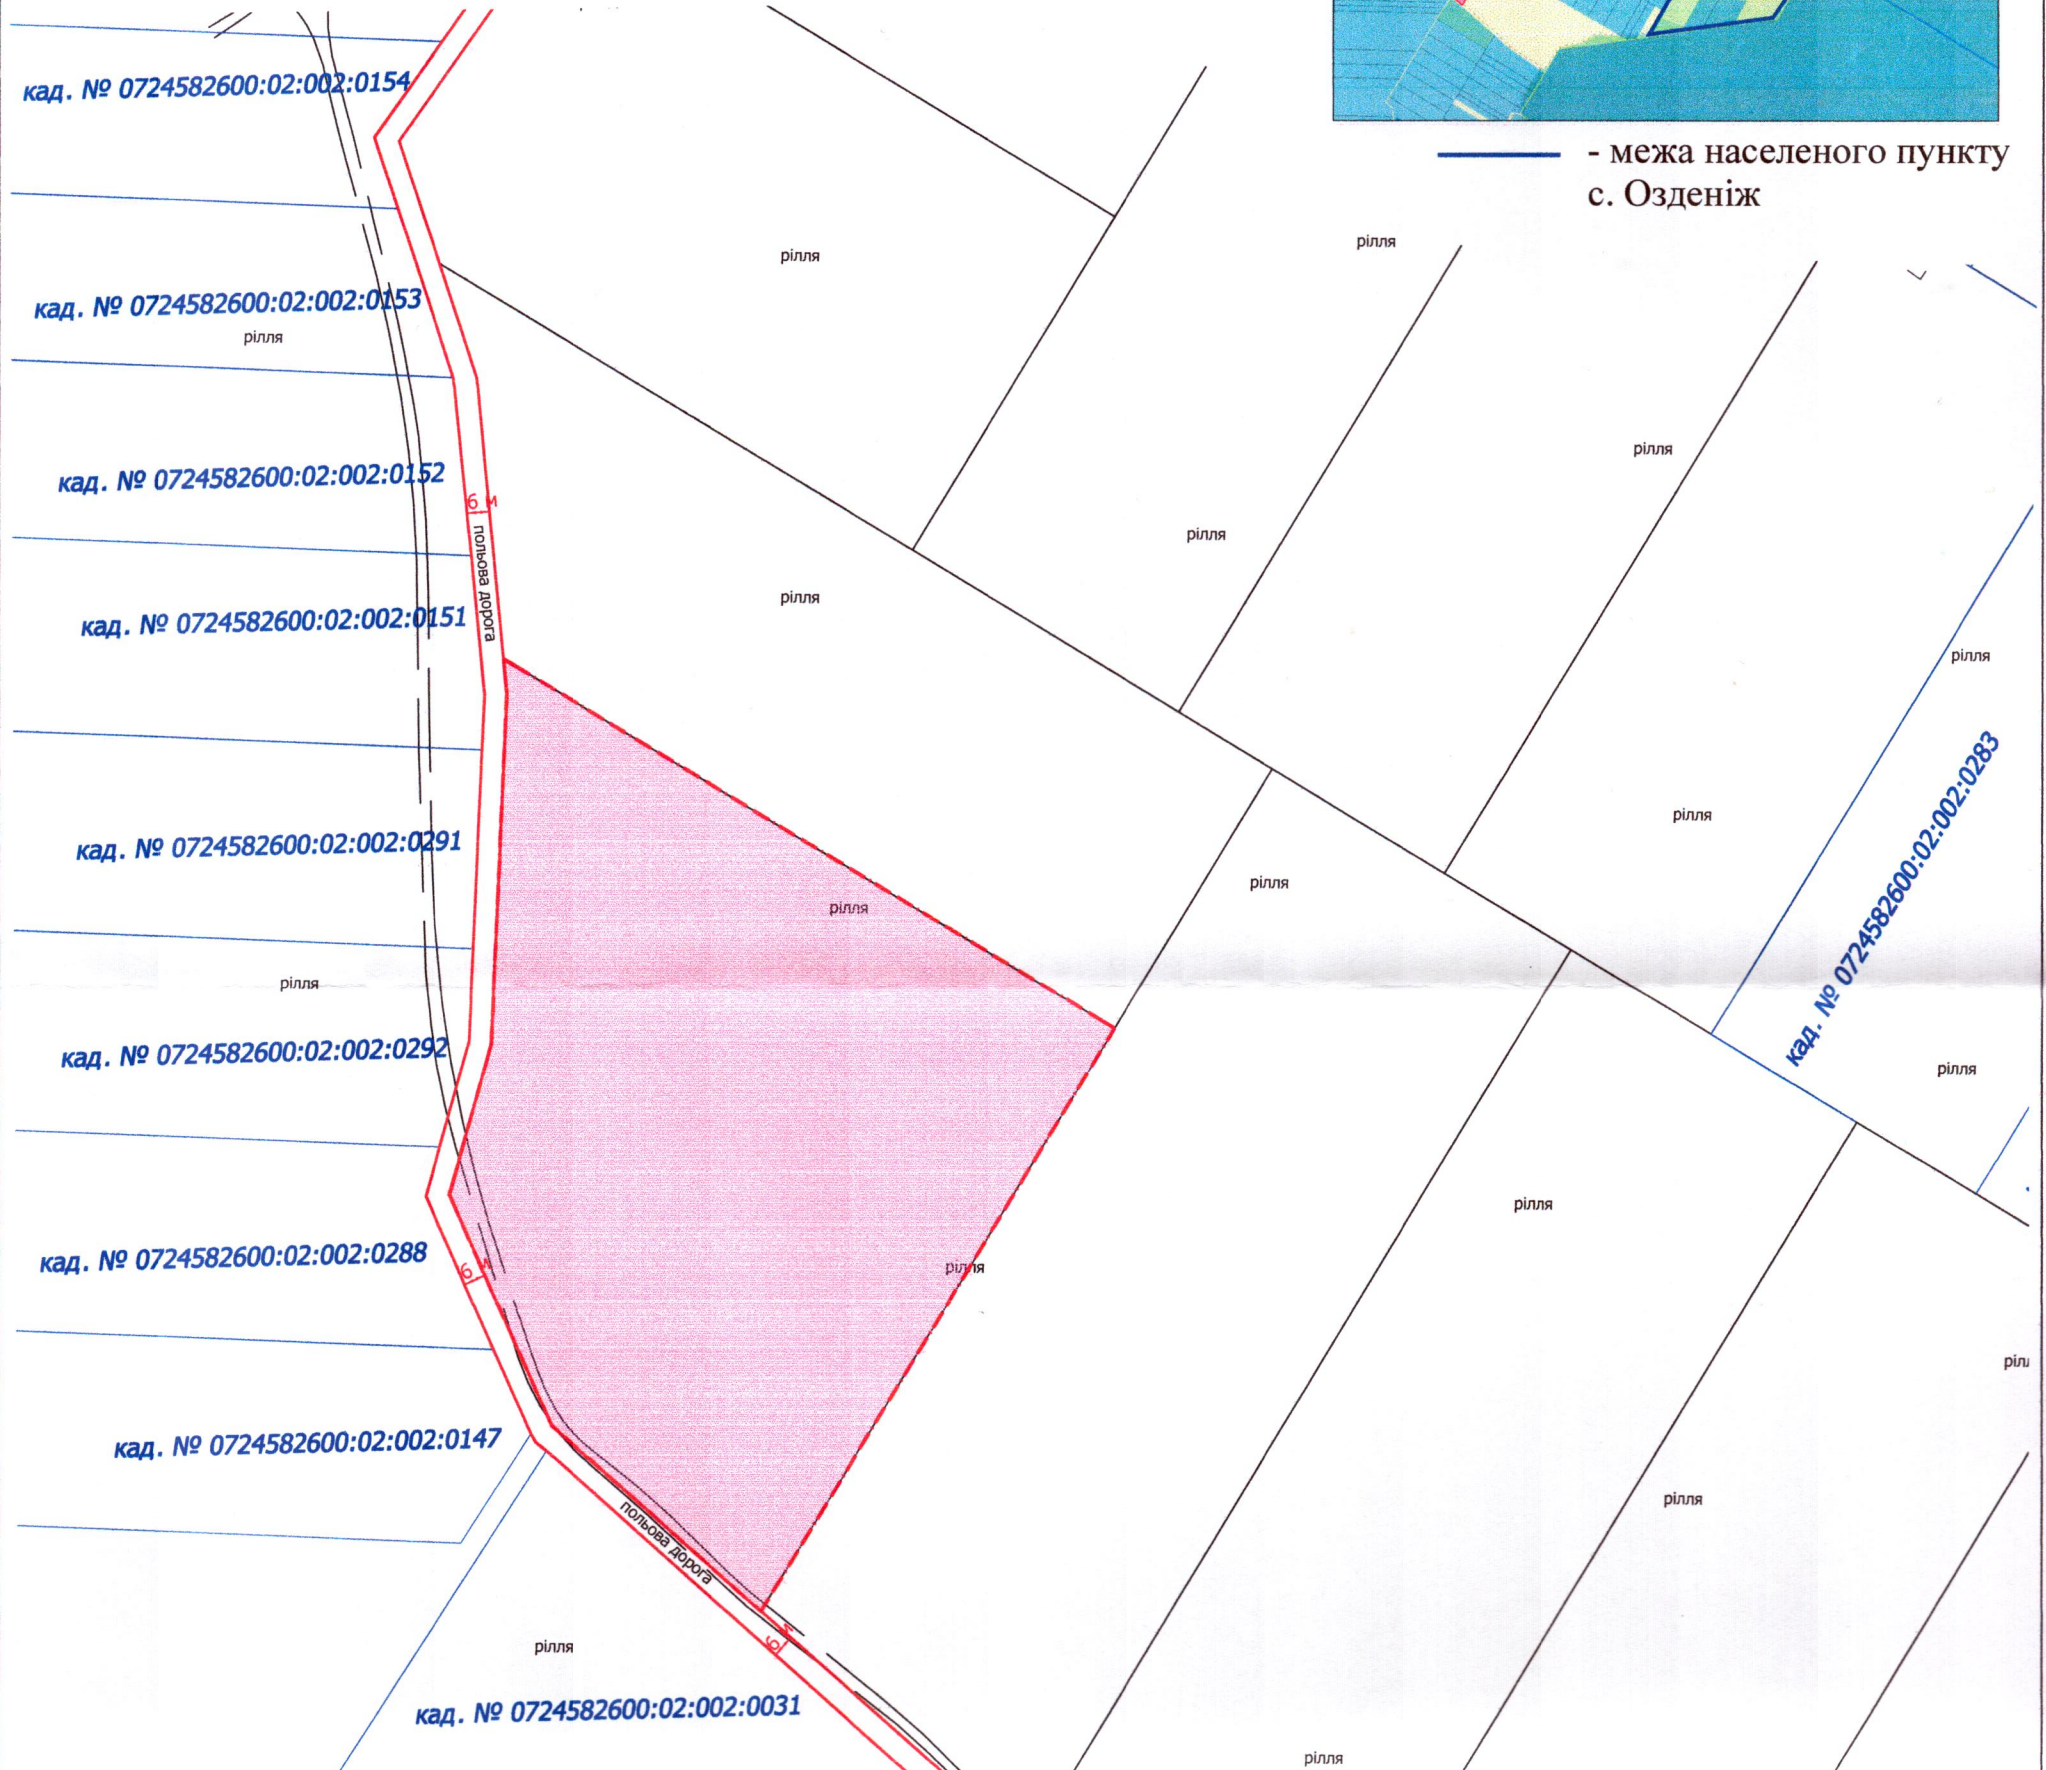 - межа населеного пункту
с. Озденіж
кад. № 0724582600:02:002:0154
рілля
рілля
кад. № 0724582600:02:002:0153
рілля
рілля
кад. № 0724582600:02:002:0152
6 м
рілля
польова дорога
рілля
кад. № 0724582600:02:002:0151
рілля
кад. № 0724582600:02:002:0283
рілля
кад. № 0724582600:02:002:0291
рілля
рілля
рілля
кад. № 0724582600:02:002:0292
рілля
рілля
кад. № 0724582600:02:002:0288
6 м
рілля
кад. № 0724582600:02:002:0147
рілля
польова дорога
6 м
рілля
кад. № 0724582600:02:002:0031
рілля